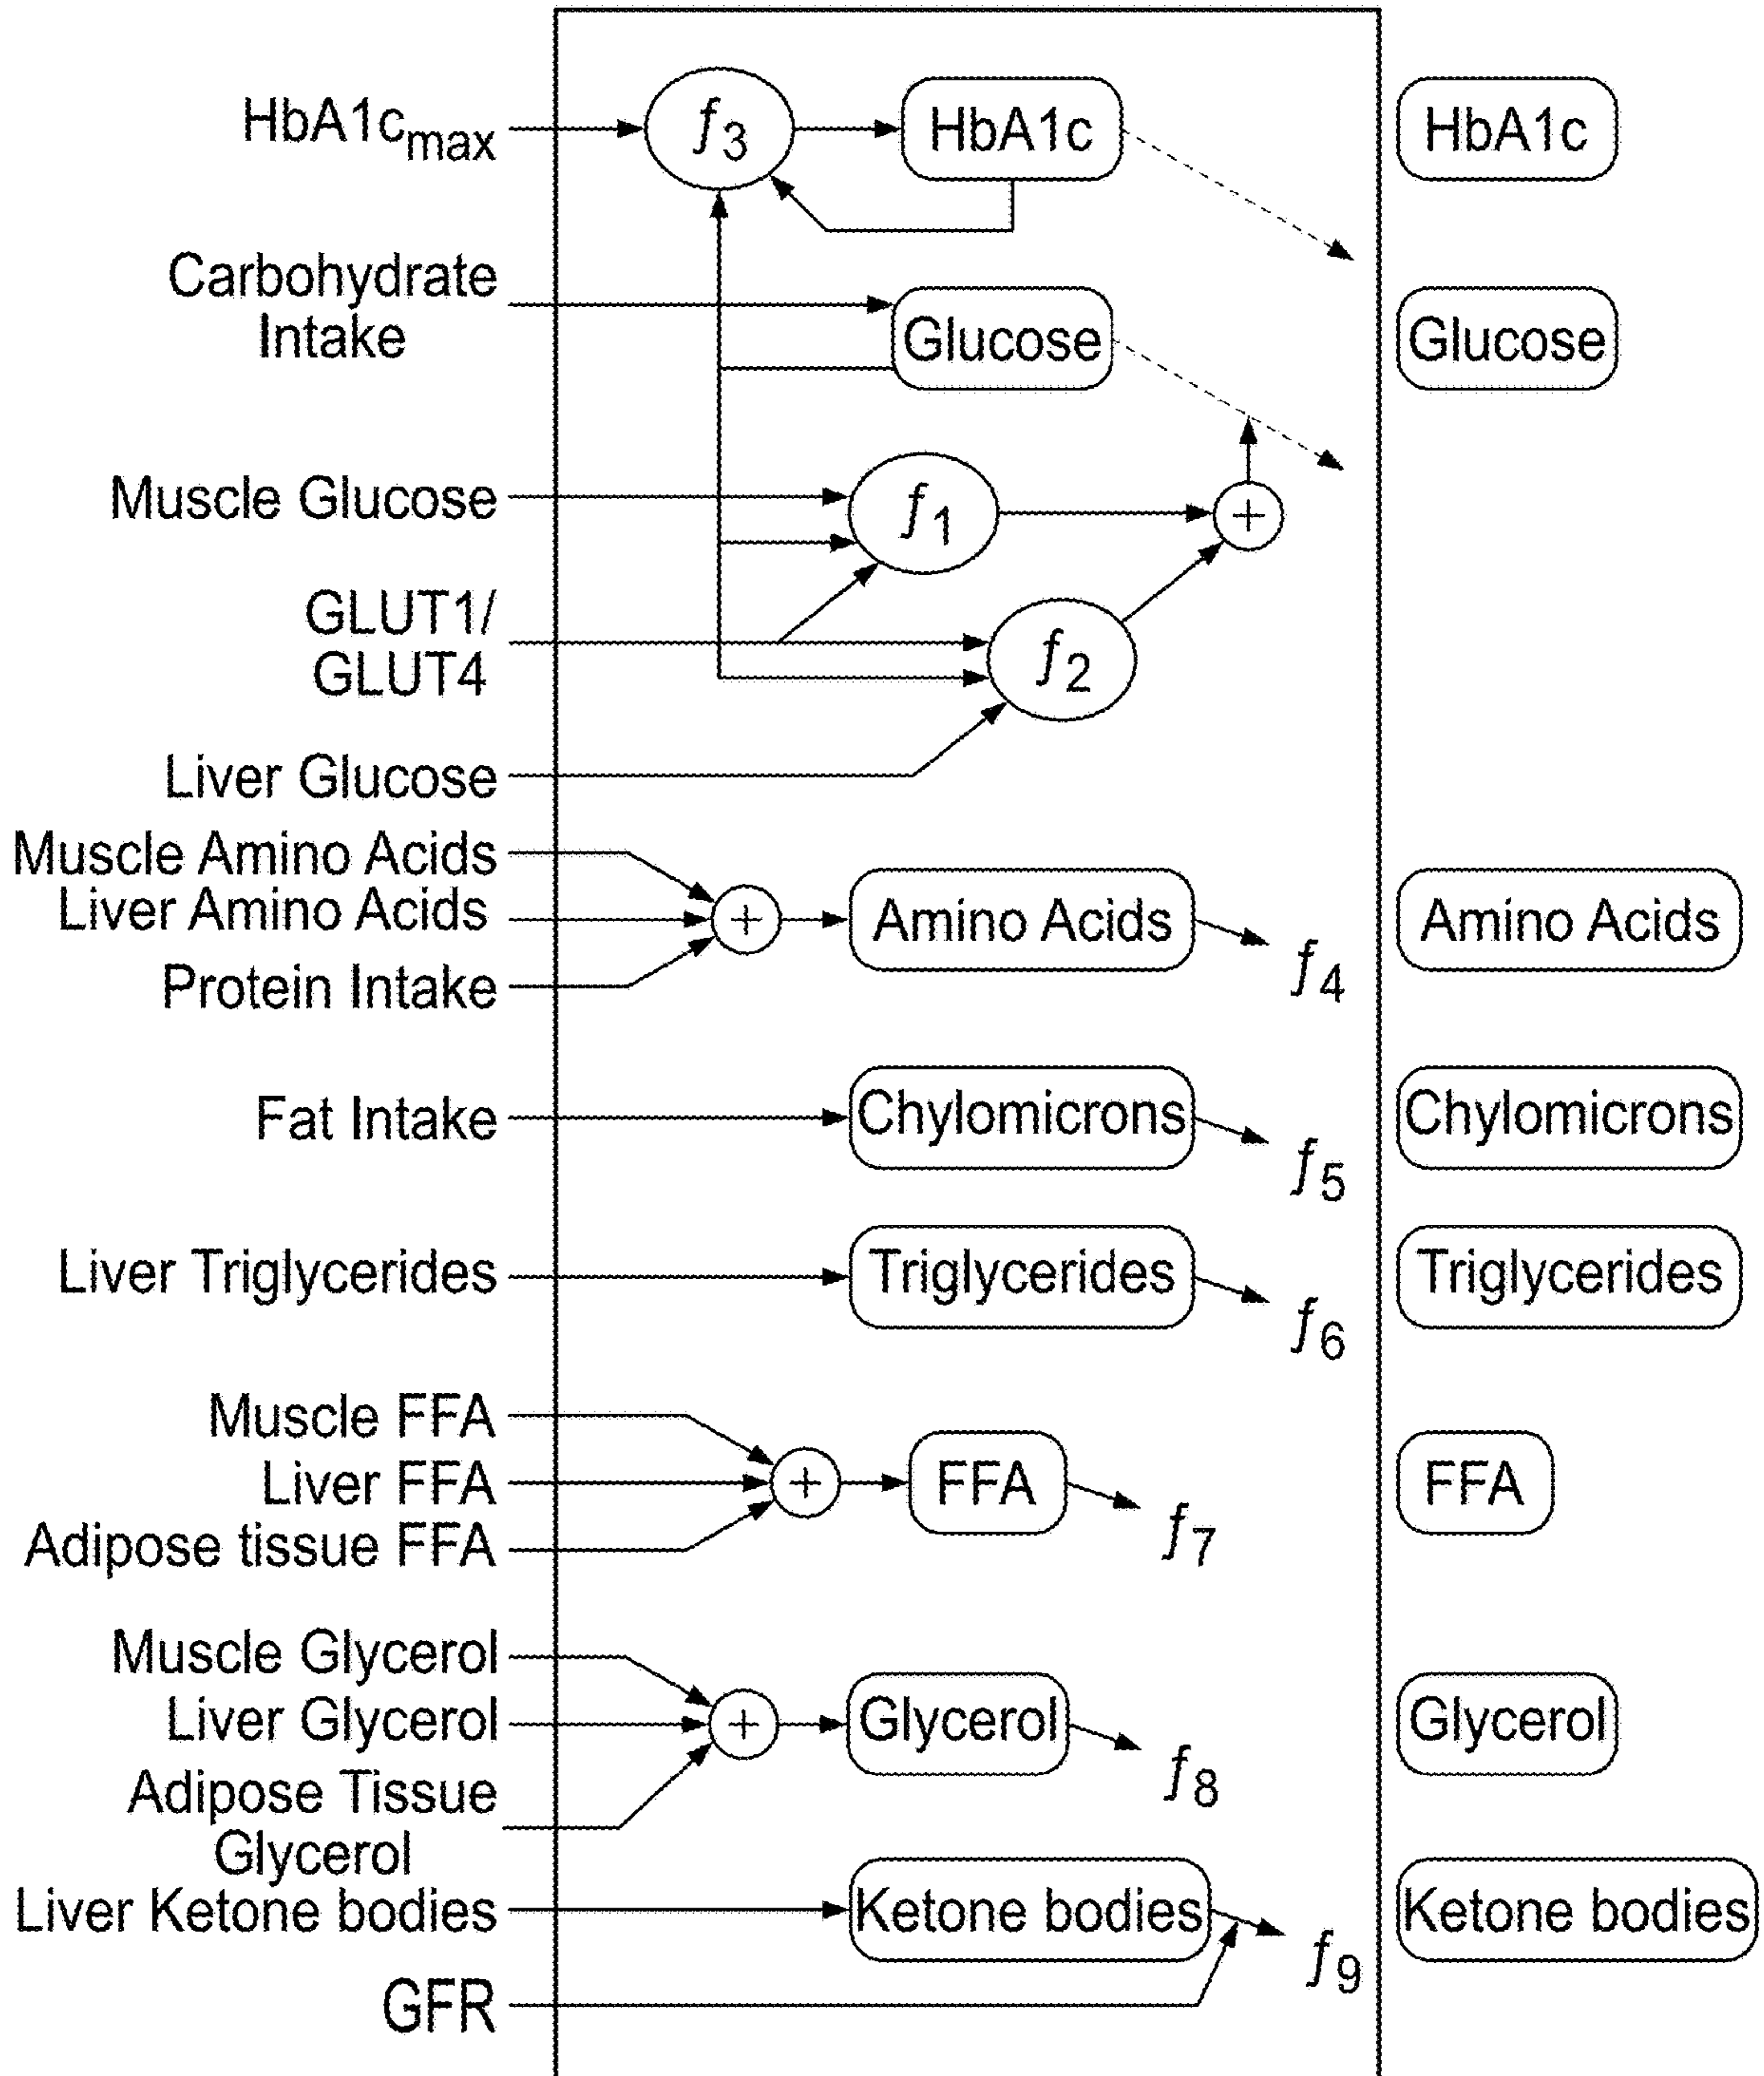 HbA1cmax
f3
HbA1c
HbA1c
Carbohydrate
Intake
Glucose
Glucose
Muscle Glucose
f1
+
GLUT1/
GLUT4
f2
Liver Glucose
Muscle Amino Acids
Liver Amino Acids
Protein Intake
+
Amino Acids
f4
Amino Acids
Fat Intake
Chylomicrons
f5
Chylomicrons
Liver Triglycerides
Triglycerides
f6
Triglycerides
Muscle FFA
Liver FFA
Adipose tissue FFA
+
FFA
f7
FFA
Muscle Glycerol
Liver Glycerol
Adipose Tissue
Glycerol
+
Glycerol
f8
Glycerol
Liver Ketone bodies
Ketone bodies
f9
Ketone bodies
GFR